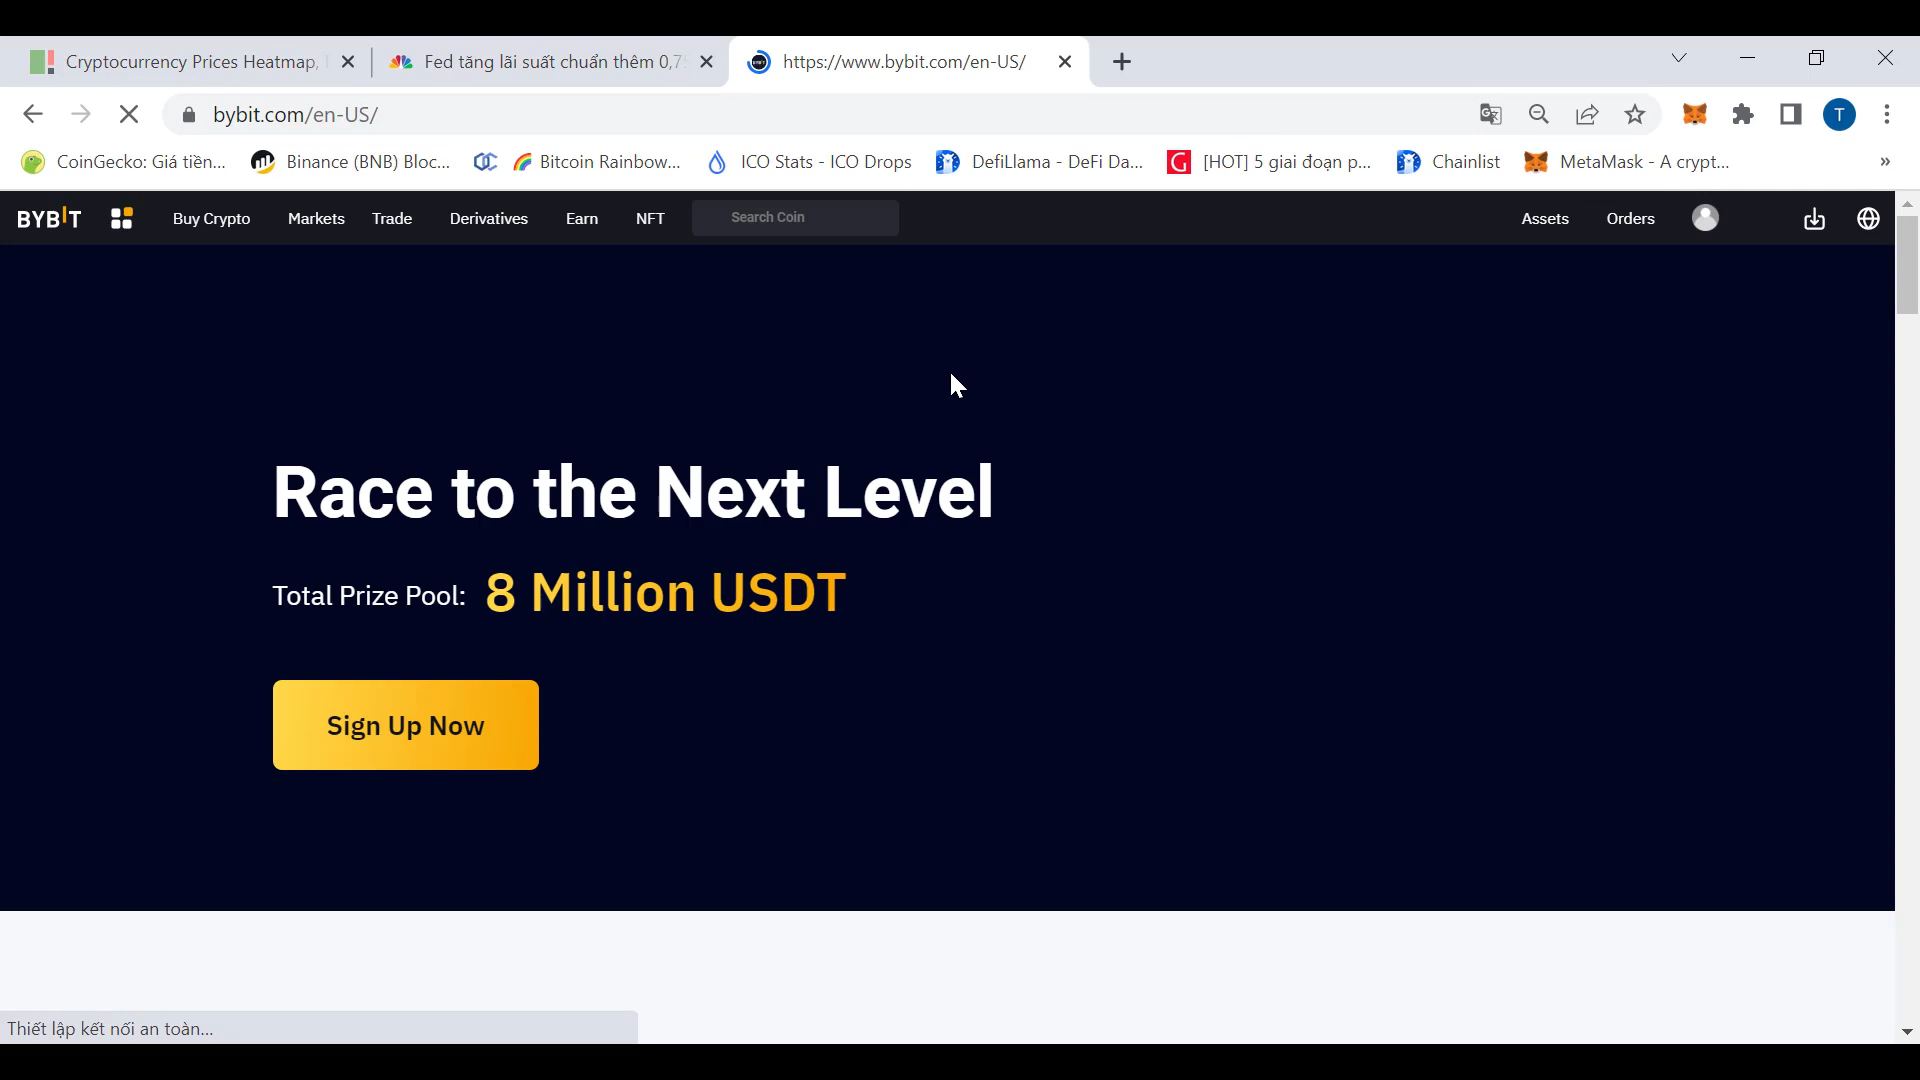 Cryptocurrency Prices Heatmap,
Fed tăng lãi suất chuẩn thêm 0,75
https://www.bybit.com/en-US/
bybit.com/en-US/
T
CoinGecko: Giá tiền...
Binance (BNB) Bloc...
Bitcoin Rainbow...
ICO Stats - ICO Drops
DefiLlama - DeFi Da...
[HOT] 5 giai đoạn p...
Chainlist
MetaMask - A crypt...
»
BYBIT
Buy Crypto
Markets
Trade
Derivatives
Earn
NFT
Search Coin
Assets
Orders
Race to the Next Level
Total Prize Pool: 8 Million USDT
Sign Up Now
Thiết lập kết nối an toàn...